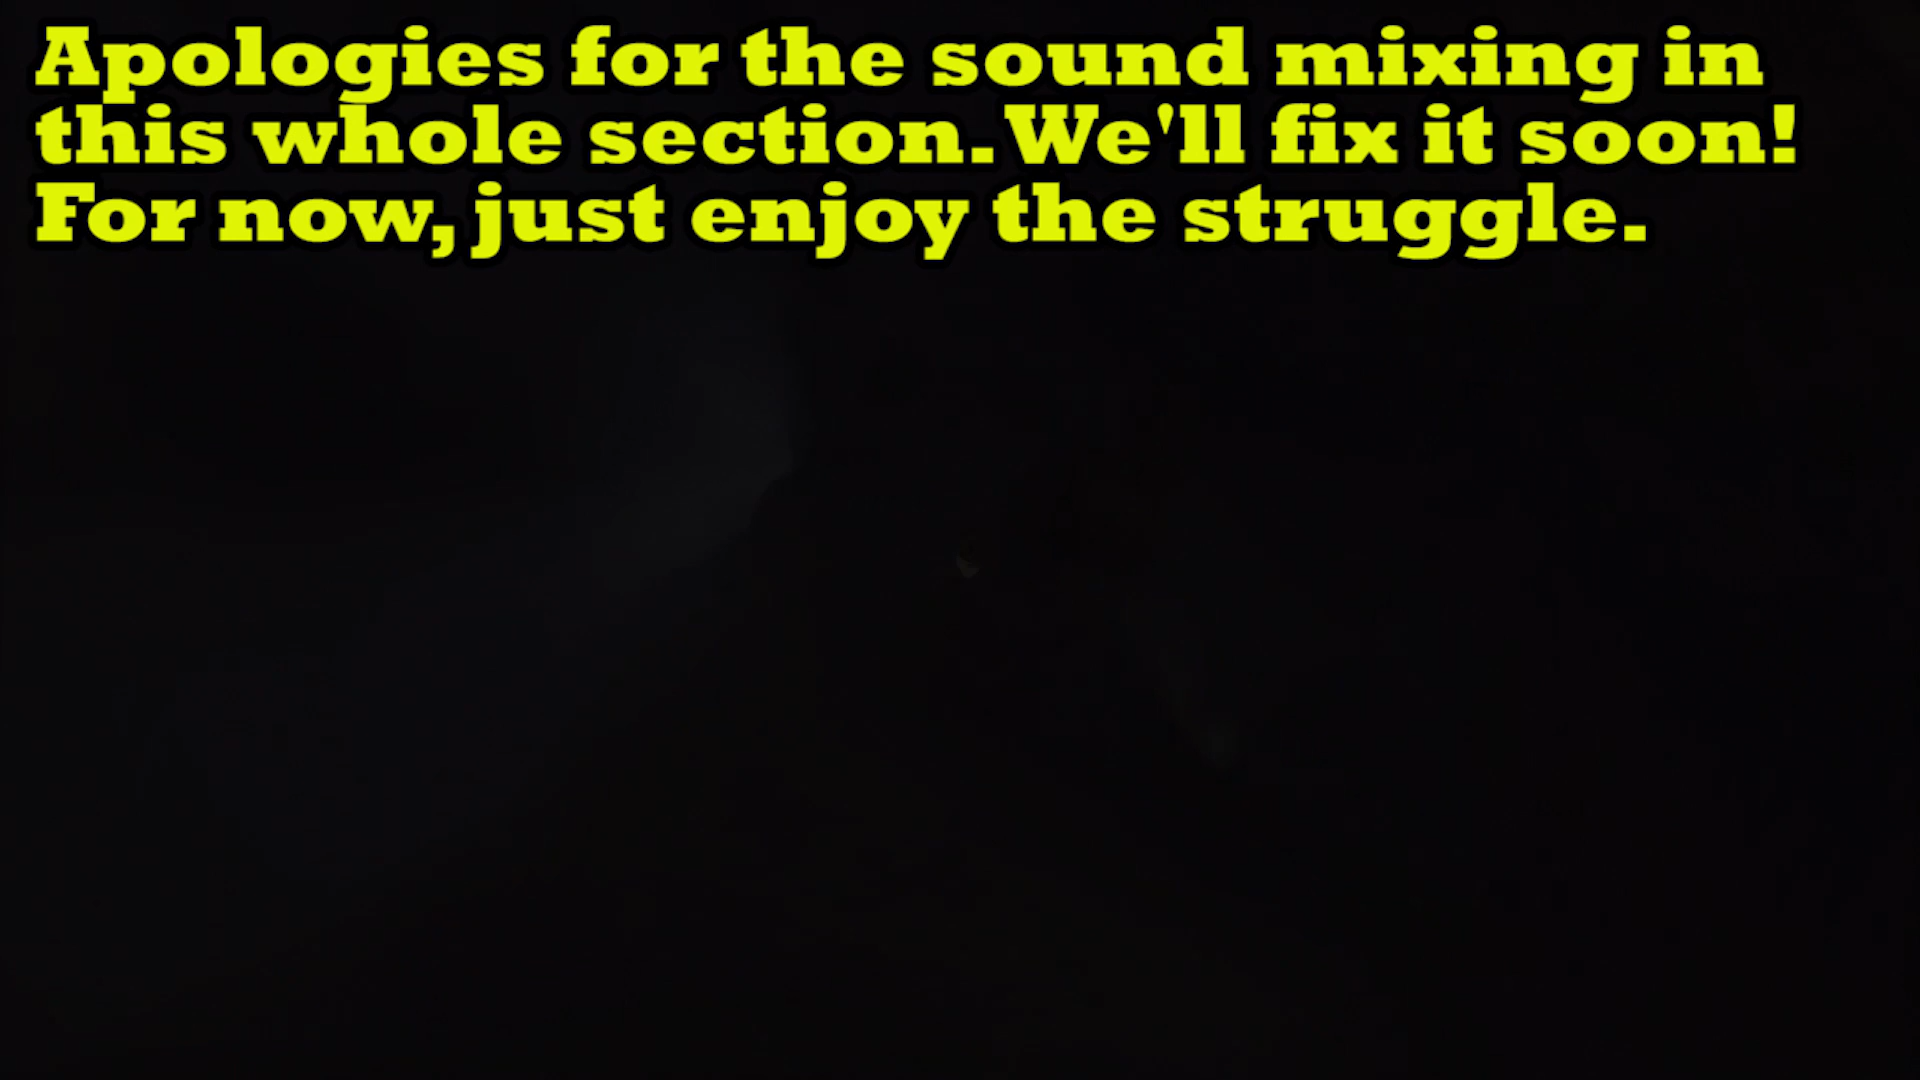 Apologies for the sound mixing in
this whole section. We'll fix it soon!
For now, just enjoy the struggle.